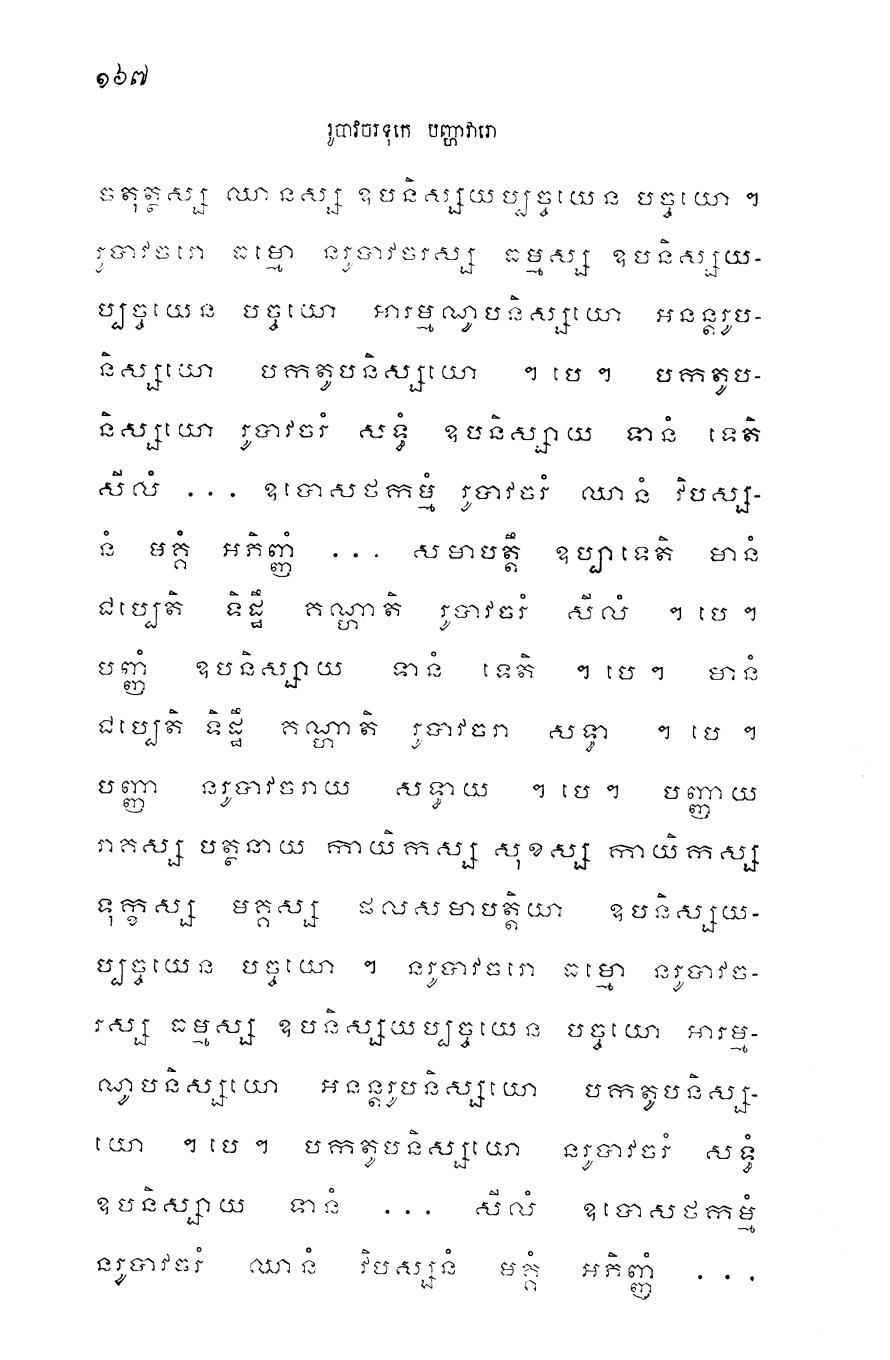 ១៦៧
រូបាវចរទុកេ បញ្ហាវារោ
ចតុត្ថស្ស ឈានស្ស ឧបនិស្សយប្បច្ចយេន បច្ចយោ ។
រូបាវចរោ ធម្មោ នរូបាវចរស្ស ធម្មស្ស ឧបនិស្សយ-
ប្បច្ចយេន បច្ចយោ អារម្មណូបនិស្សយោ អនន្តរូប-
និស្សយោ បកតូបនិស្សយោ ។ បេ ។ បកតូប-
និស្សយោ រូបាវចរំ សទ្ធំ ឧបនិស្សាយ ទានំ ទេតិ
សីលំ ... ឧបោសថកម្មំ រូបាវចរំ ឈានំ វិបស្ស-
នំ មគ្គំ អភិញ្ញំ ... សមាបត្តឹ ឧប្បាទេតិ មានំ
ជប្បេតិ ទិដ្ឋឹ គណ្ហាតិ រូបាវចរំ សីលំ ។ បេ ។
បញ្ញំ ឧបនិស្សាយ ទានំ ទេតិ ។ បេ ។ មានំ
ជប្បេតិ ទិដ្ឋឹ គណ្ហាតិ រូបាវចរា សទ្ធា ។ បេ ។
បញ្ញា នរូបាវចរាយ សទ្ធាយ ។ បេ ។ បញ្ញាយ
រាគស្ស បត្ថនាយ កាយិកស្ស សុខស្ស កាយិកស្ស
ទុក្ខស្ស មគ្គស្ស ផលសមាបត្តិយា ឧបនិស្សយ-
ប្បច្ចយេន បច្ចយោ ។ នរូបាវចរោ ធម្មោ នរូបាវច-
រស្ស ធម្មស្ស ឧបនិស្សយប្បច្ចយេន បច្ចយោ អារម្ម-
ណូបនិស្សយោ អនន្តរូបនិស្សយោ បកតូបនិស្ស-
យោ ។ បេ ។ បកតូបនិស្សយោ នរូបាវចរំ សទ្ធំ
ឧបនិស្សាយ ទានំ ... សីលំ ឧបោសថកម្មំ
នរូបាវចរំ ឈានំ វិបស្សនំ មគ្គំ អភិញ្ញំ ...